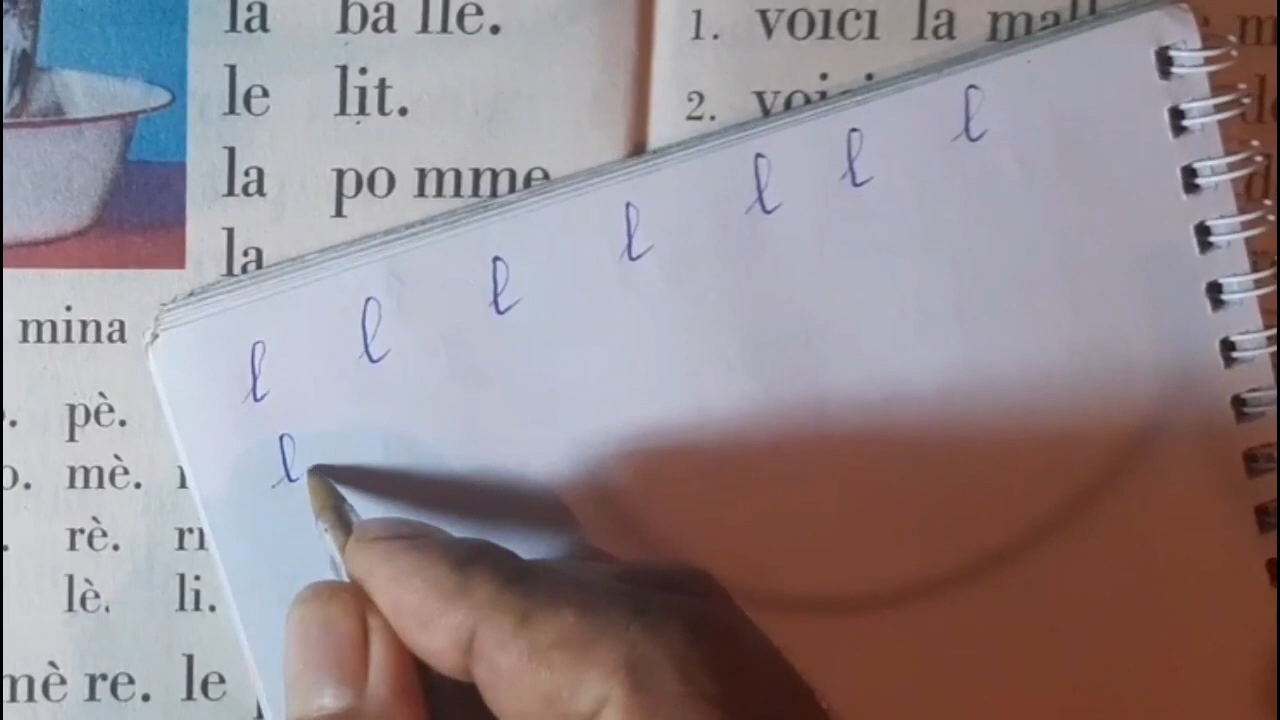 la ba lle.
le lit.
la po mme
la
mina
pè.
mè.
rè.
lè. li.
mè re. le
1. voici la
2.
l l l l l l l
l